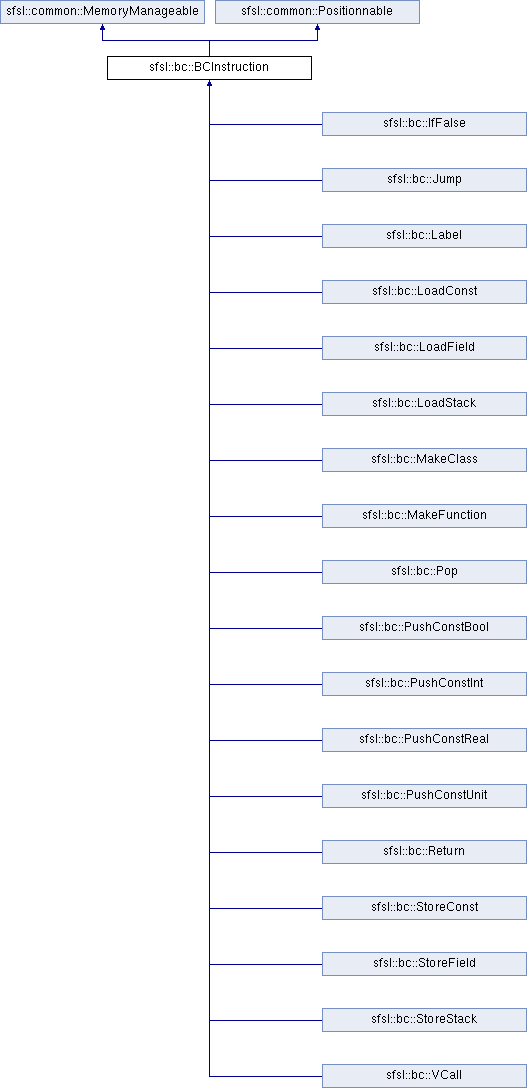 sfsl::common::MemoryManageable
sfsl::common::Positionnable
sfsl::bc::BCInstruction
sfsl::bc::IfFalse
sfsl::bc::Jump
sfsl::bc::Label
sfsl::bc::LoadConst
sfsl::bc::LoadField
sfsl::bc::LoadStack
sfsl::bc::MakeClass
sfsl::bc::MakeFunction
sfsl::bc::Pop
sfsl::bc::PushConstBool
sfsl::bc::PushConstInt
sfsl::bc::PushConstReal
sfsl::bc::PushConstUnit
sfsl::bc::Return
sfsl::bc::StoreConst
sfsl::bc::StoreField
sfsl::bc::StoreStack
sfsl::bc::VCall